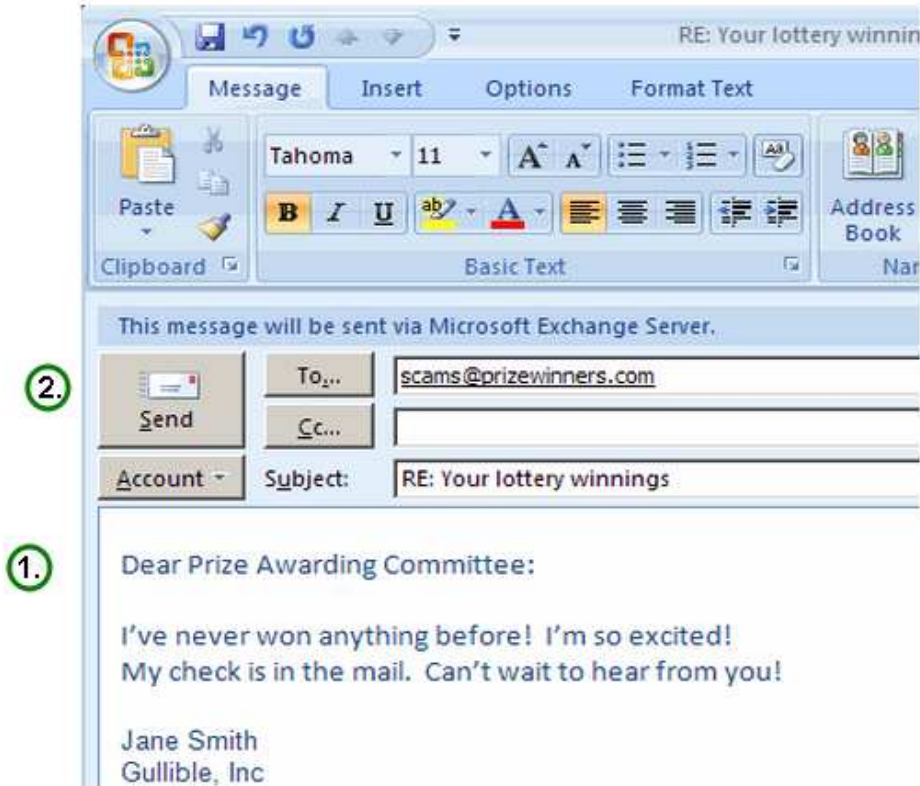 RE: Your lottery
Message Insert Options Format Text
Tahoma 11 A A Aa
Paste B I U ab A Address
Book
Clipboard Basic Text
This message will be sent via Microsoft Exchange Server.
2. Send To... scams@prizewinners.com
Cc...
Account Subject: RE: Your lottery winnings
1. Dear Prize Awarding Committee:
I've never won anything before! I'm so excited!
My check is in the mail. Can't wait to hear from you!
Jane Smith
Gullible, Inc